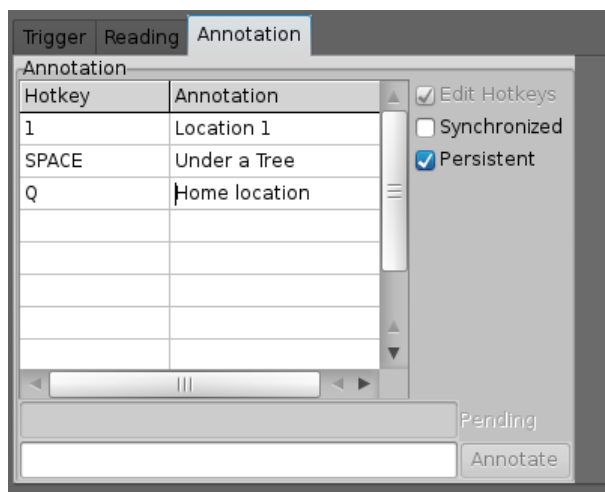 Trigger Reading Annotation
Annotation
Hotkey Annotation
Edit Hotkeys
1 Location 1
Synchronized
SPACE Under a Tree
Persistent
Q Home location
Pending
Annotate